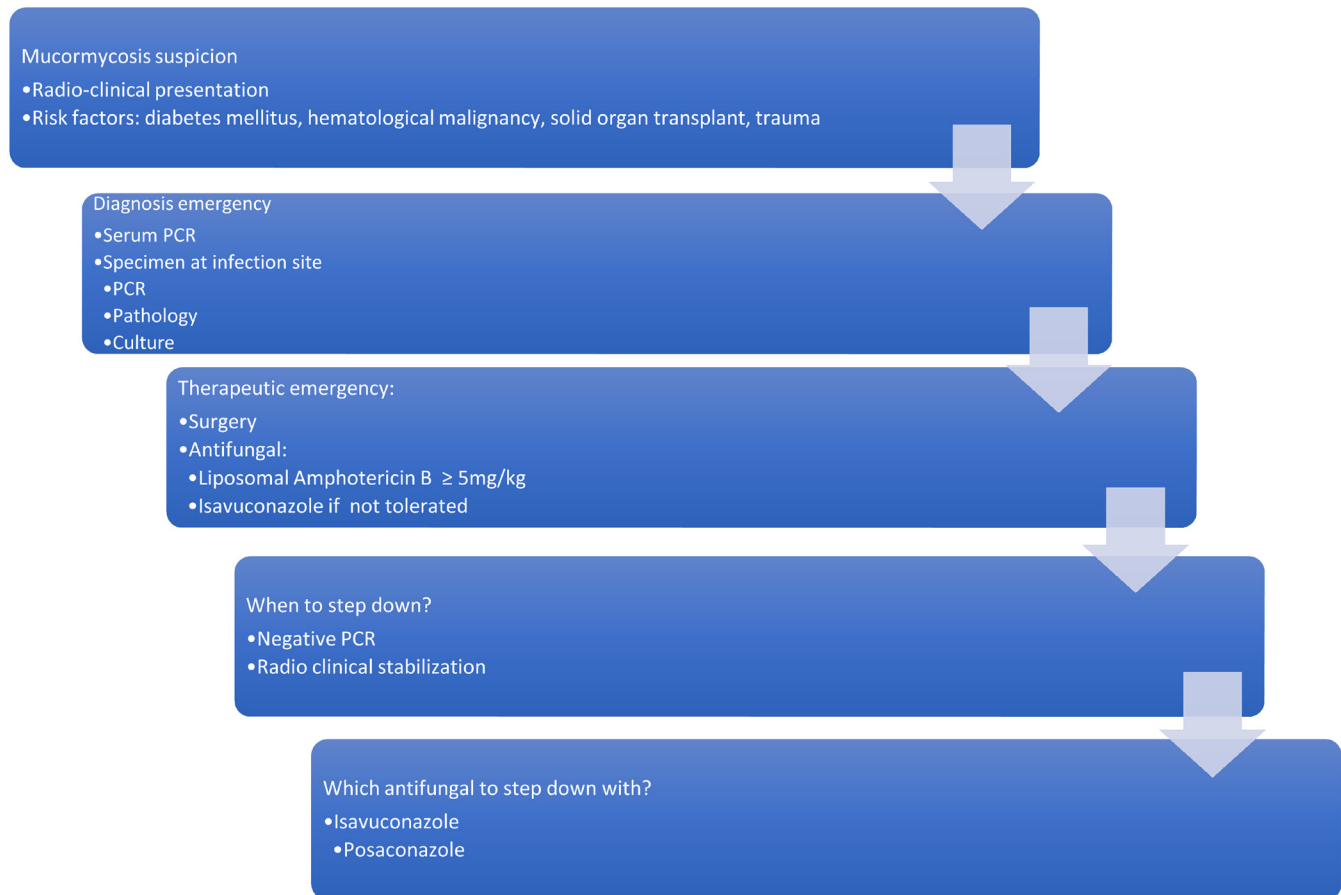 Mucormycosis suspicion
•Radio-clinical presentation
•Risk factors: diabetes mellitus, hematological malignancy, solid organ transplant, trauma
Diagnosis emergency
•Serum PCR
•Specimen at infection site
•PCR
•Pathology
•Culture
Therapeutic emergency:
•Surgery
•Antifungal:
•Liposomal Amphotericin B ≥ 5mg/kg
•Isavuconazole if not tolerated
When to step down?
•Negative PCR
•Radio clinical stabilization
Which antifungal to step down with?
•Isavuconazole
•Posaconazole